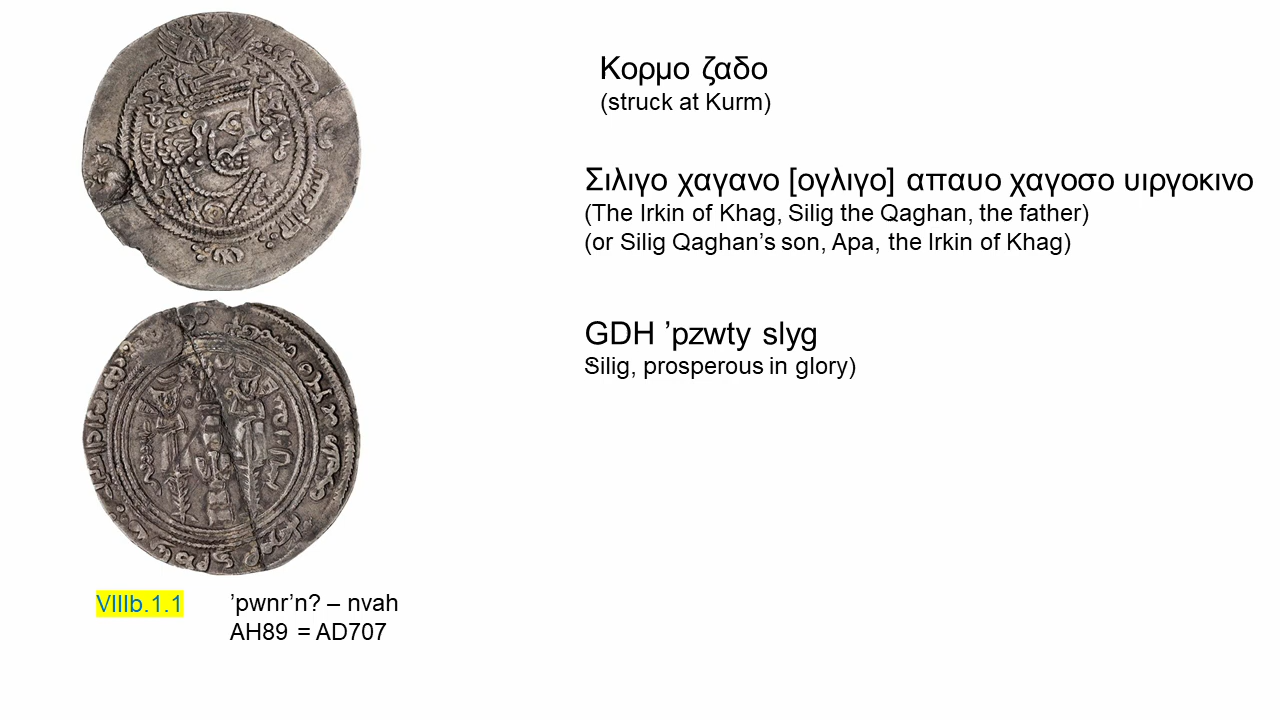 Κορμο ζαδο
(struck at Kurm)
Σιλιγο χαγανο [ογλιγο] απαυο χαγοσο υιργοκινο
(The Irkin of Khag, Silig the Qaghan, the father)
(or Silig Qaghan’s son, Apa, the Irkin of Khag)
GDH ’pzwty slyg
Silig, prosperous in glory)
VIIIb.1.1
’pwnr’n? – nvah
AH89 = AD707